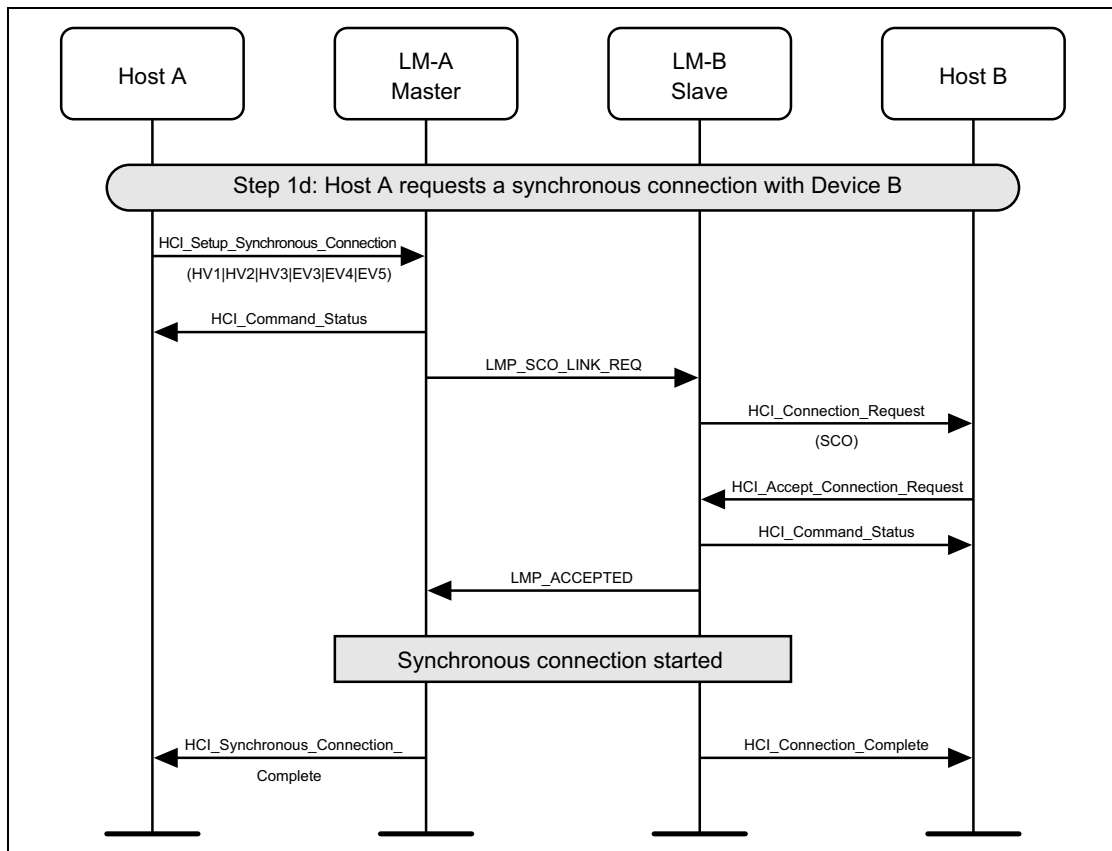 Host A
LM-A
Master
LM-B
Slave
Host B
Step 1d: Host A requests a synchronous connection with Device B
HCI_Setup_Synchronous_Connection
(HV1|HV2|HV3|EV3|EV4|EV5)
HCI_Command_Status
LMP_SCO_LINK_REQ
HCI_Connection_Request
(SCO)
HCI_Accept_Connection_Request
HCI_Command_Status
LMP_ACCEPTED
Synchronous connection started
HCI_Synchronous_Connection_
Complete
HCI_Connection_Complete